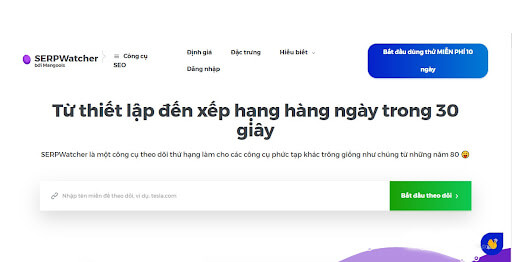 SERPWatcher
bởi Mangools
Công cụ
SEO
Định giá
Đặc trưng
Hiểu biết
Đăng nhập
Bắt đầu dùng thử MIỄN PHÍ 10
ngày
Từ thiết lập đến xếp hạng hàng ngày trong 30
giây
SERPWatcher là một công cụ theo dõi thứ hạng làm cho các công cụ phức tạp khác trông giống như chúng từ những năm 80 😛
Nhập tên miền để theo dõi, ví dụ: tesla.com
Bắt đầu theo dõi